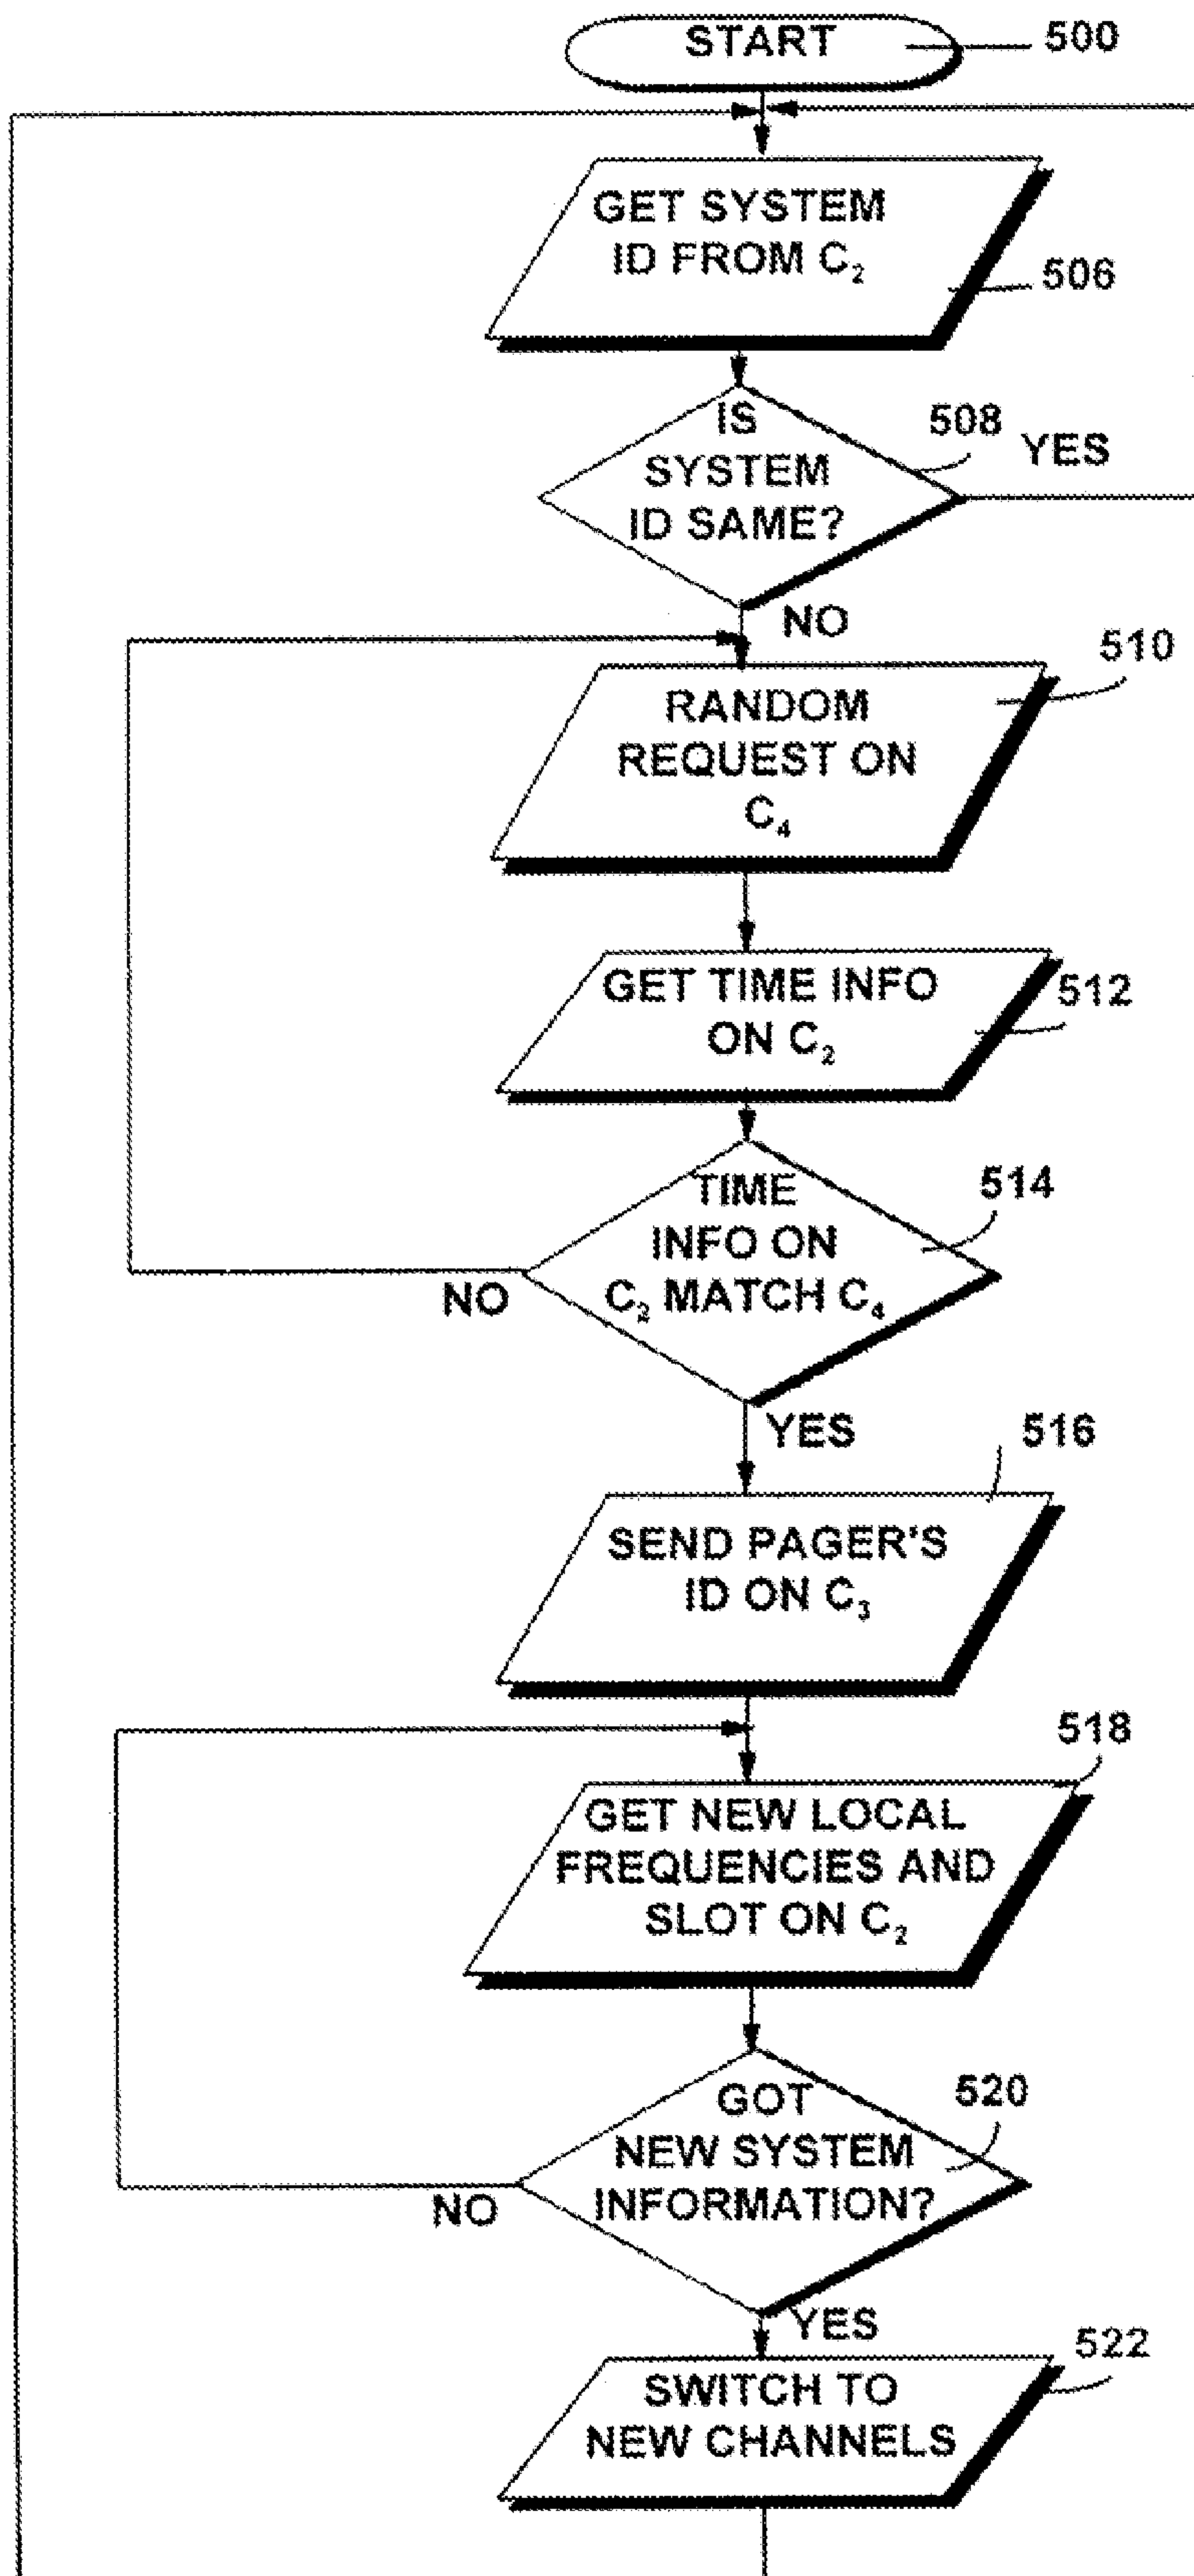 START
500
GET SYSTEM
ID FROM C₂
506
IS
SYSTEM
ID SAME?
508
YES
NO
510
RANDOM
REQUEST ON
C₄
GET TIME INFO
ON C₂
512
TIME
INFO ON
C₂ MATCH C₄
514
NO
YES
516
SEND PAGER'S
ID ON C₃
518
GET NEW LOCAL
FREQUENCIES AND
SLOT ON C₂
GOT
NEW SYSTEM
INFORMATION?
520
NO
YES
522
SWITCH TO
NEW CHANNELS